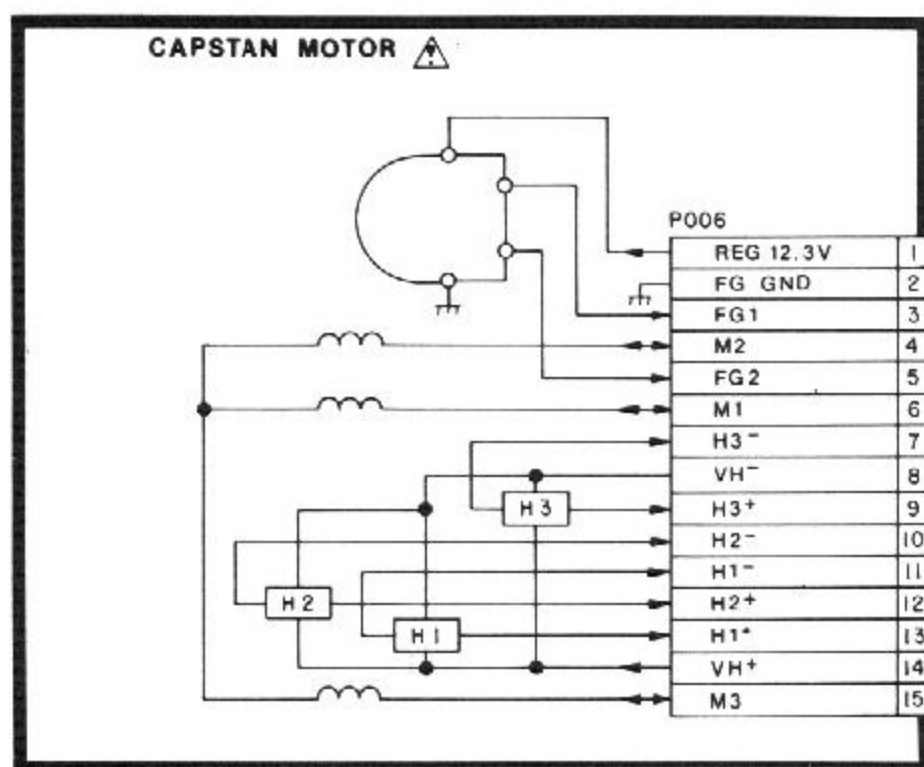 CAPSTAN MOTOR
P006
REG 12.3V 1
FG GND 2
FG1 3
M2 4
FG2 5
M1 6
H3- 7
VH- 8
H3 H3+ 9
H2- 10
H1- 11
H2 H2+ 12
H1 H1+ 13
VH+ 14
M3 15